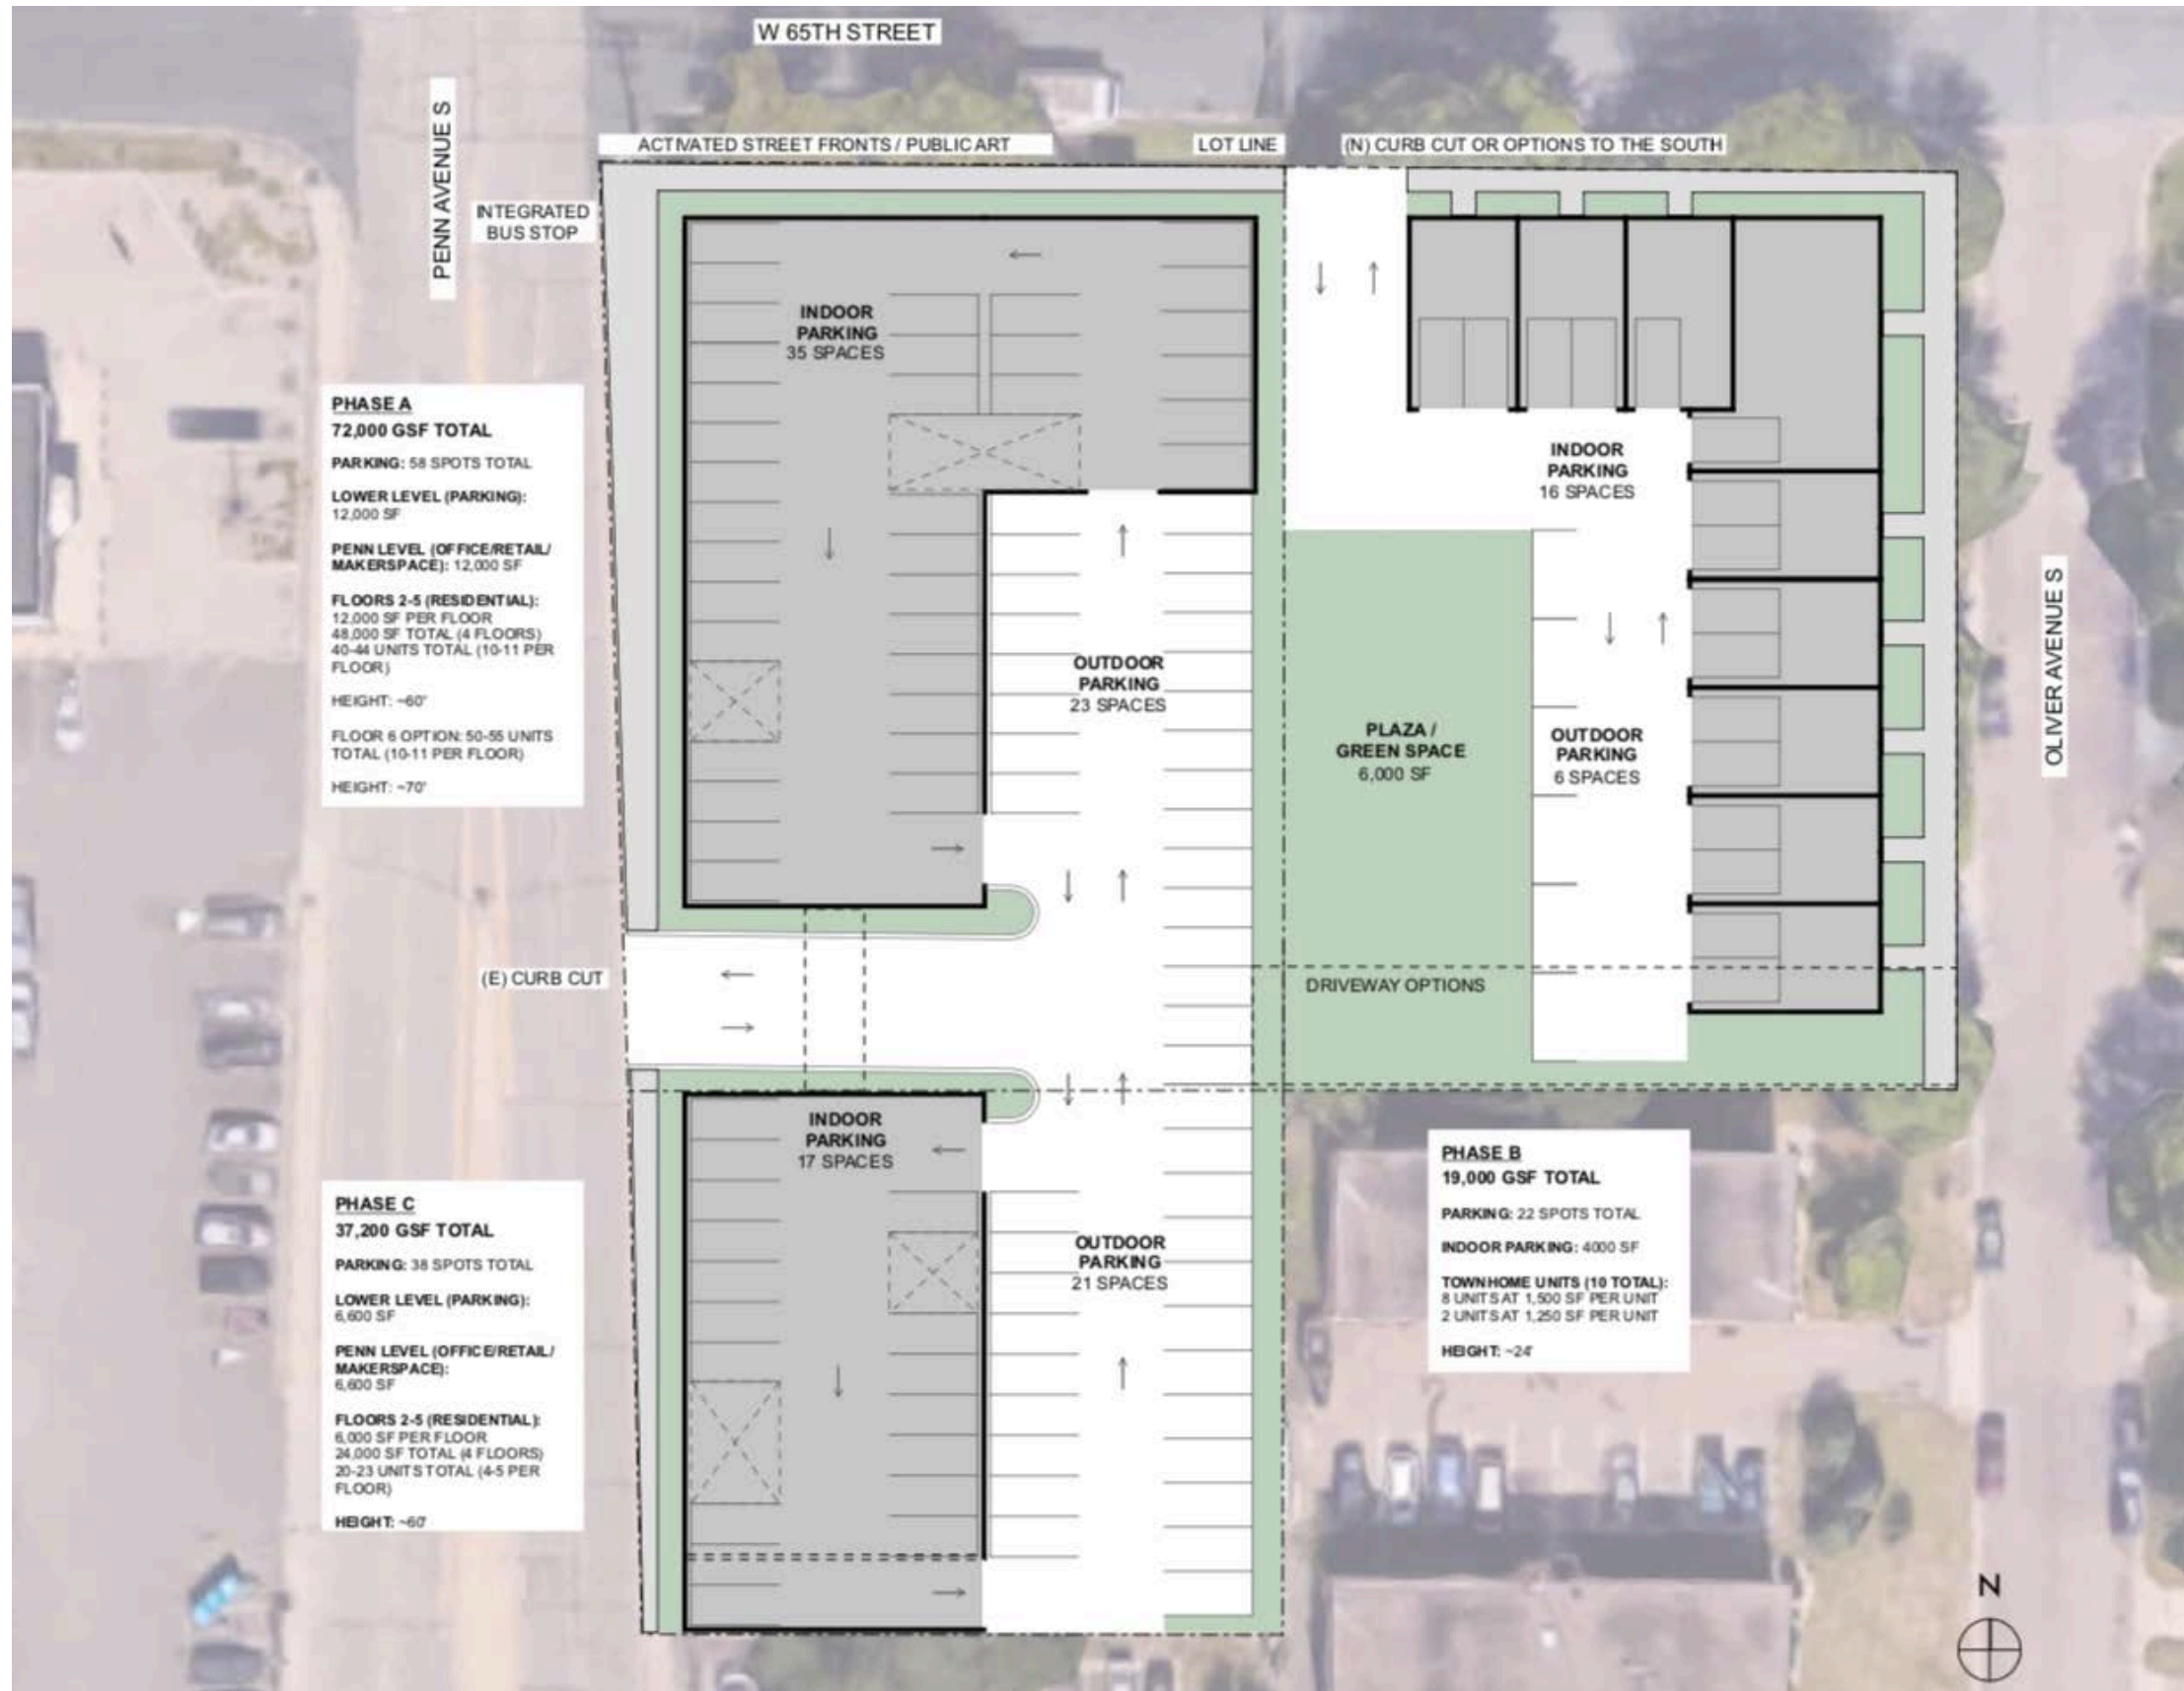 W 65TH STREET
PENN AVENUE S
ACTIVATED STREET FRONTS / PUBLIC ART
LOT LINE
(N) CURB CUT OR OPTIONS TO THE SOUTH
INTEGRATED
BUS STOP
INDOOR
PARKING
35 SPACES
PHASE A
72,000 GSF TOTAL
PARKING: 58 SPOTS TOTAL
LOWER LEVEL (PARKING):
12,000 SF
PENN LEVEL (OFFICE/RETAIL/
MAKERSPACE): 12,000 SF
FLOORS 2-5 (RESIDENTIAL):
12,000 SF PER FLOOR
48,000 SF TOTAL (4 FLOORS)
40-44 UNITS TOTAL (10-11 PER
FLOOR)
HEIGHT: ~60'
FLOOR 6 OPTION: 50-55 UNITS
TOTAL (10-11 PER FLOOR)
HEIGHT: ~70'
INDOOR
PARKING
16 SPACES
OUTDOOR
PARKING
23 SPACES
PLAZA /
GREEN SPACE
6,000 SF
OUTDOOR
PARKING
6 SPACES
OLIVER AVENUE S
(E) CURB CUT
DRIVEWAY OPTIONS
INDOOR
PARKING
17 SPACES
PHASE C
37,200 GSF TOTAL
PARKING: 38 SPOTS TOTAL
LOWER LEVEL (PARKING):
6,600 SF
PENN LEVEL (OFFICE/RETAIL/
MAKERSPACE):
6,600 SF
FLOORS 2-5 (RESIDENTIAL):
6,000 SF PER FLOOR
24,000 SF TOTAL (4 FLOORS)
20-23 UNITS TOTAL (4-5 PER
FLOOR)
HEIGHT: ~60'
OUTDOOR
PARKING
21 SPACES
PHASE B
19,000 GSF TOTAL
PARKING: 22 SPOTS TOTAL
INDOOR PARKING: 4000 SF
TOWNHOME UNITS (10 TOTAL):
8 UNITS AT 1,500 SF PER UNIT
2 UNITS AT 1,250 SF PER UNIT
HEIGHT: ~24'
N